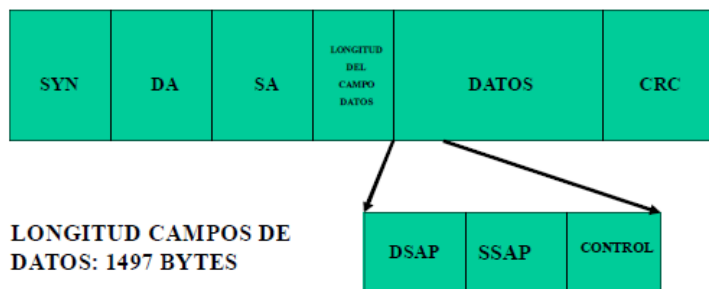 SYN
DA
SA
LONGITUD
DEL
CAMPO
DATOS
DATOS
CRC
LONGITUD CAMPOS DE
DATOS: 1497 BYTES
DSAP
SSAP
CONTROL